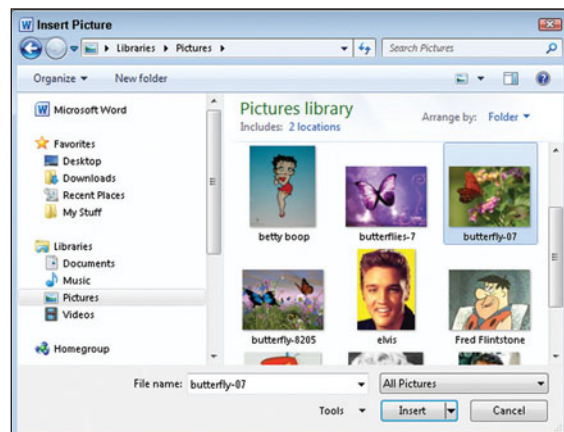 Insert Picture
Libraries Pictures
Search Pictures
Organize New folder
Microsoft Word
Favorites
Desktop
Downloads
Recent Places
My Stuff
Libraries
Documents
Music
Pictures
Videos
Homegroup
Pictures library
Includes: 2 locations
Arrange by: Folder
betty boop butterflies-7 butterfly-07
butterfly-8205 elvis Fred Flintstone
File name: butterfly-07 All Pictures
Tools Insert Cancel